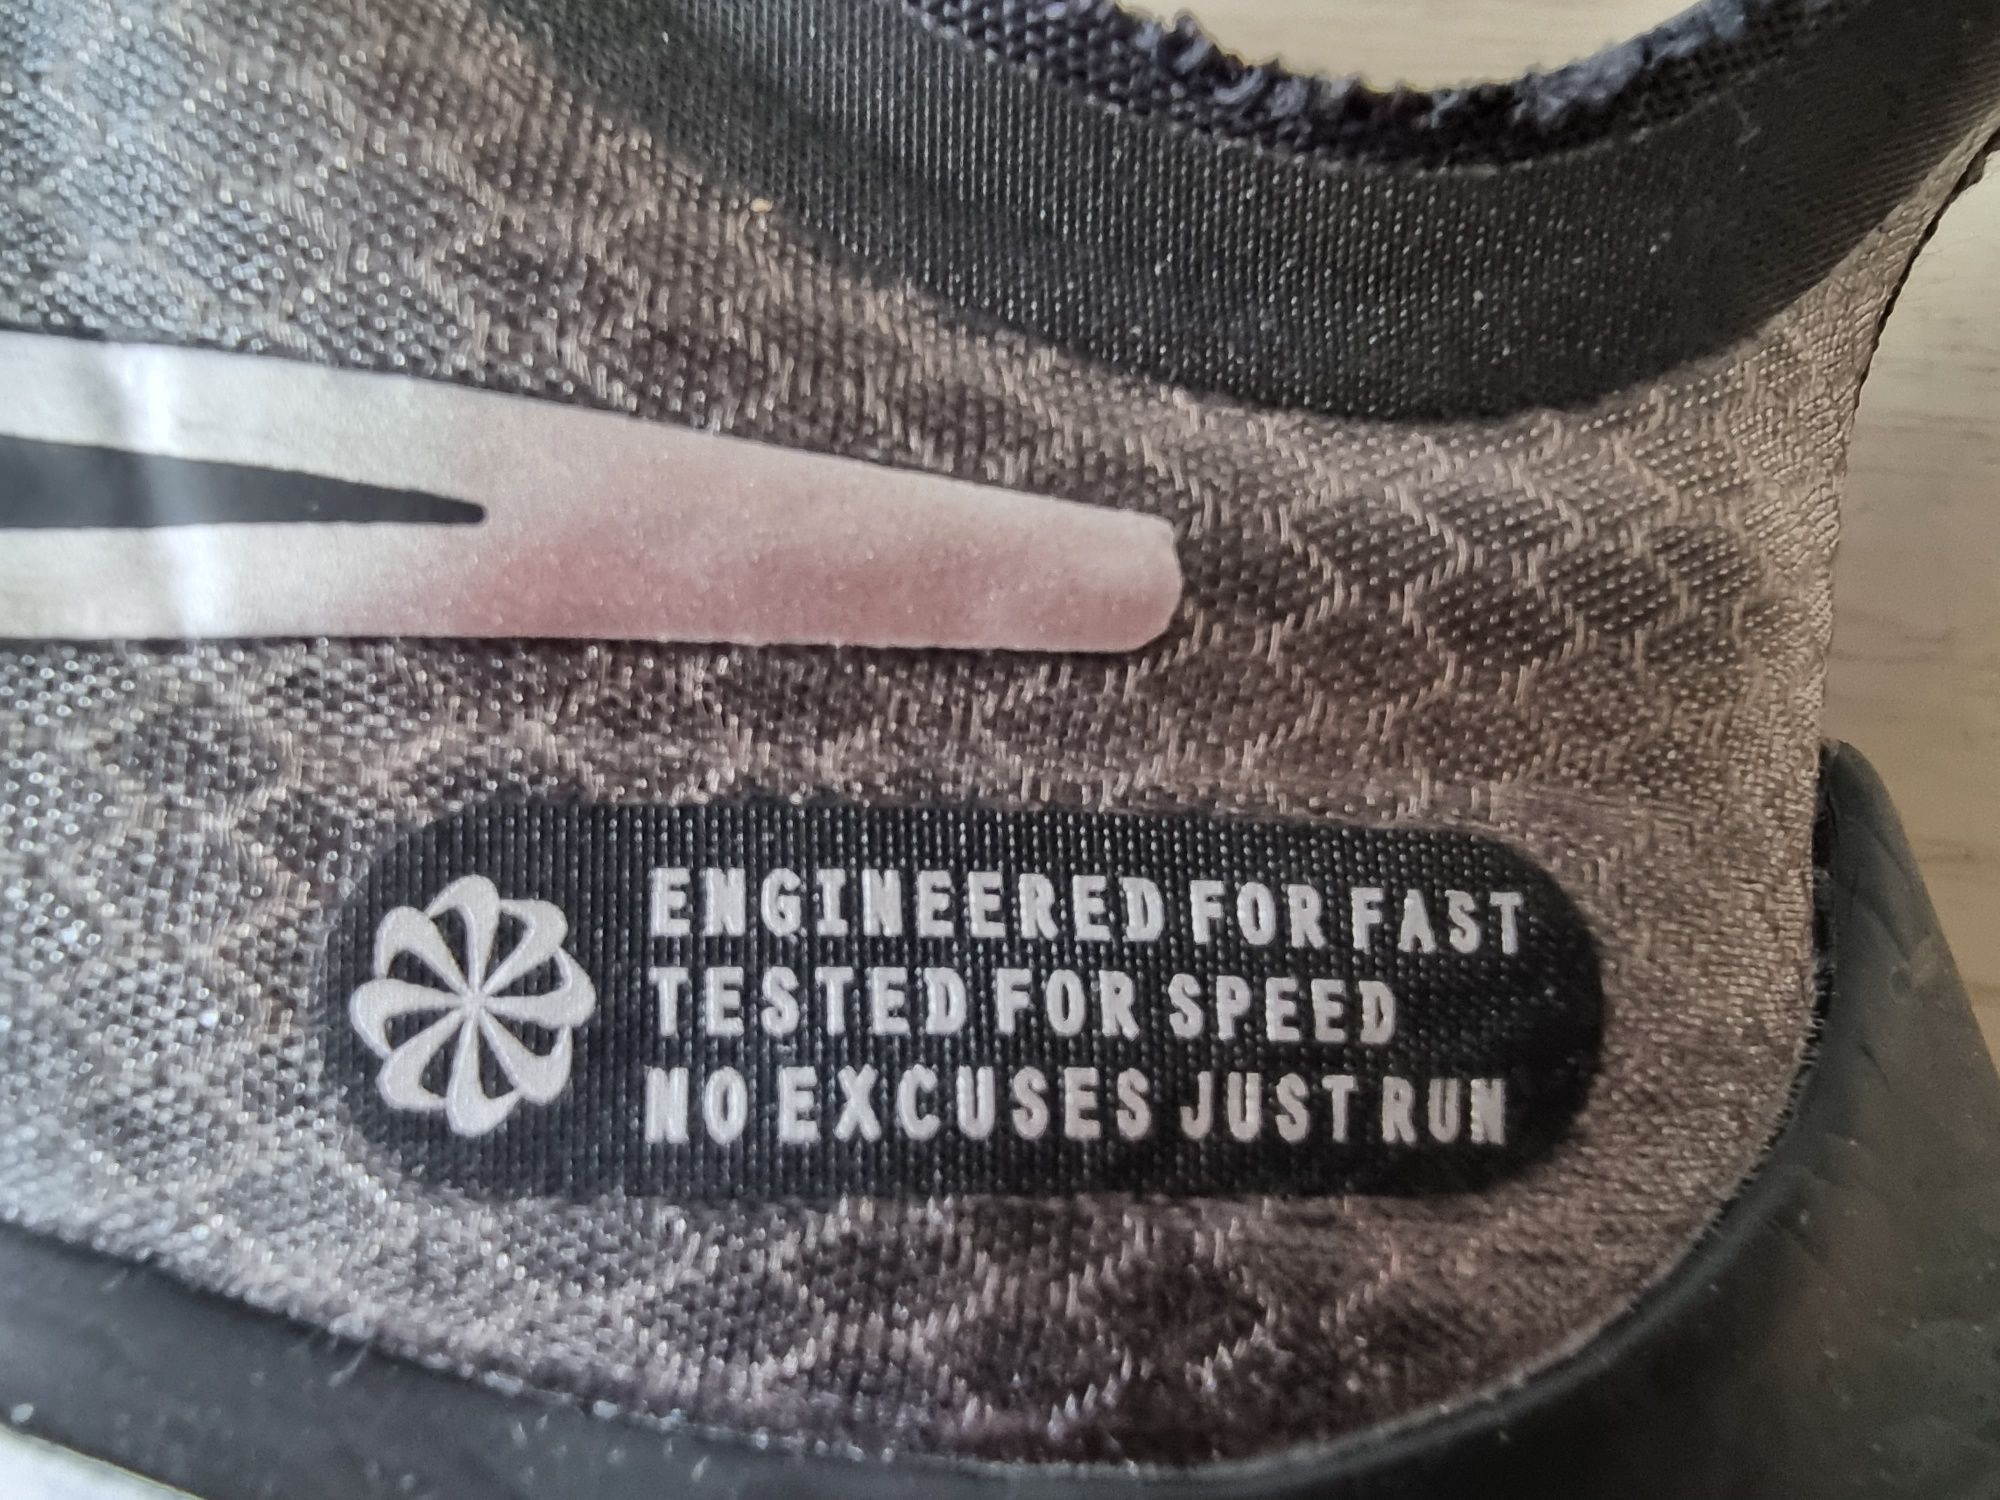 ENGINEERED FOR FAST
TESTED FOR SPEED
NO EXCUSES JUST RUN